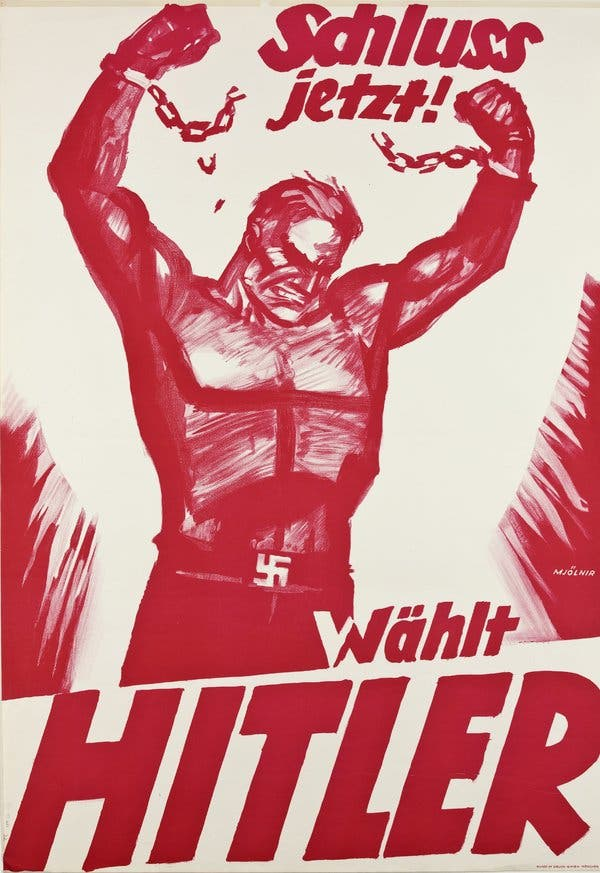 Schluss
jetzt!
MJÖLNIR
Wählt
HITLER